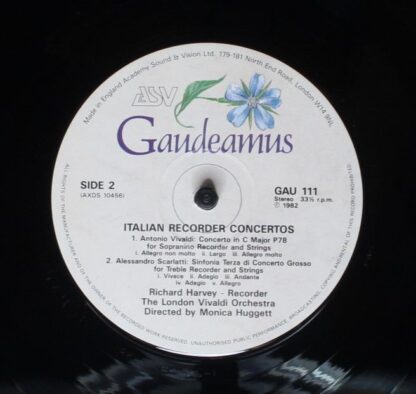 Made in England Academy Sound & Vision Ltd. 179-181 North End Road, London W14 9NL
ASV
Gaudeamus
SIDE 2
(AXDS 10456)
GAU 111
Stereo 33⅓ r.p.m.
℗ 1982
ITALIAN RECORDER CONCERTOS
1. Antonio Vivaldi: Concerto in C Major P78
for Sopranino Recorder and Strings
i. Allegro non molto ii. Largo iii. Allegro molto
2. Alessandro Scarlatti: Sinfonia Terza di Concerto Grosso
for Treble Recorder and Strings
i. Vivace ii. Adagio iii. Andante
iv. Adagio v. Allegro
Richard Harvey - Recorder
The London Vivaldi Orchestra
Directed by Monica Huggett
ALL RIGHTS OF THE MANUFACTURER AND OF THE OWNER OF THE RECORDED WORK RESERVED. UNAUTHORISED PUBLIC PERFORMANCE, BROADCASTING, COPYING OF THIS RECORD PROHIBITED